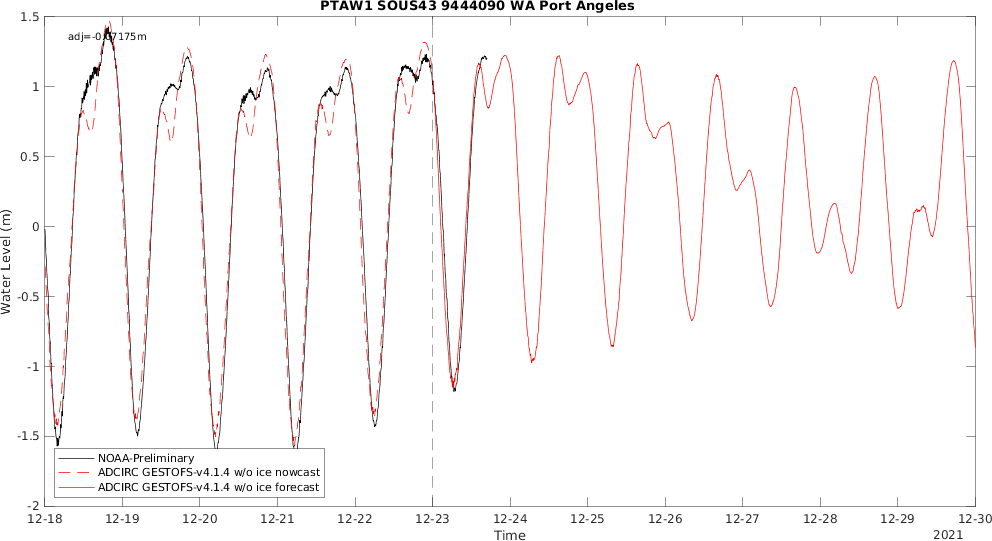 PTAW1 SOUS43 9444090 WA Port Angeles
adj=-0.07175m
1.5
1
0.5
0
-0.5
-1
-1.5
-2
Water Level (m)
NOAA-Preliminary
ADCIRC GESTOFS-v4.1.4 w/o ice nowcast
ADCIRC GESTOFS-v4.1.4 w/o ice forecast
12-18 12-19 12-20 12-21 12-22 12-23 12-24 12-25 12-26 12-27 12-28 12-29 12-30
Time
2021